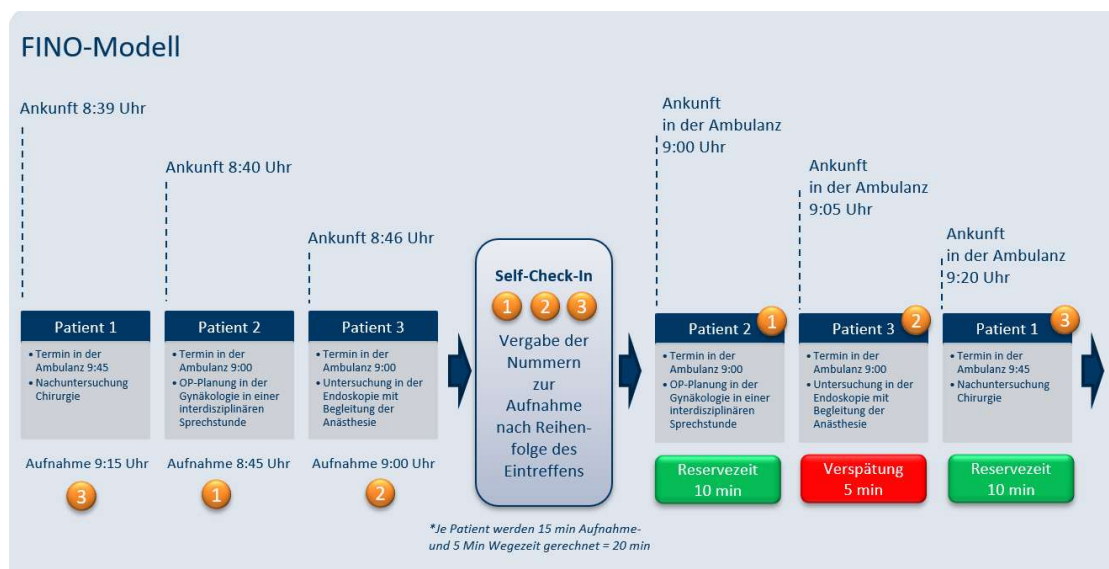 FINO-Modell
Ankunft 8:39 Uhr
Ankunft 8:40 Uhr
Ankunft 8:46 Uhr
Patient 1
• Termin in der
Ambulanz 9:45
• Nachuntersuchung
Chirurgie
Aufnahme 9:15 Uhr
3
Patient 2
• Termin in der
Ambulanz 9:00
• OP-Planung in der
Gynäkologie in einer
interdisziplinären
Sprechstunde
Aufnahme 8:45 Uhr
1
Patient 3
• Termin in der
Ambulanz 9:00
• Untersuchung in der
Endoskopie mit
Begleitung der
Anästhesie
Aufnahme 9:00 Uhr
2
Self-Check-In
1 2 3
Vergabe der
Nummern
zur
Aufnahme
nach Reihen-
folge des
Eintreffens
*Je Patient werden 15 min Aufnahme-
und 5 Min Wegezeit gerechnet = 20 min
Ankunft
in der Ambulanz
9:00 Uhr
Patient 2 1
• Termin in der
Ambulanz 9:00
• OP-Planung in der
Gynäkologie in einer
interdisziplinären
Sprechstunde
Reservezeit
10 min
Ankunft
in der Ambulanz
9:05 Uhr
Patient 3 2
• Termin in der
Ambulanz 9:00
• Untersuchung in der
Endoskopie mit
Begleitung der
Anästhesie
Verspätung
5 min
Ankunft
in der Ambulanz
9:20 Uhr
Patient 1 3
• Termin in der
Ambulanz 9:45
• Nachuntersuchung
Chirurgie
Reservezeit
10 min